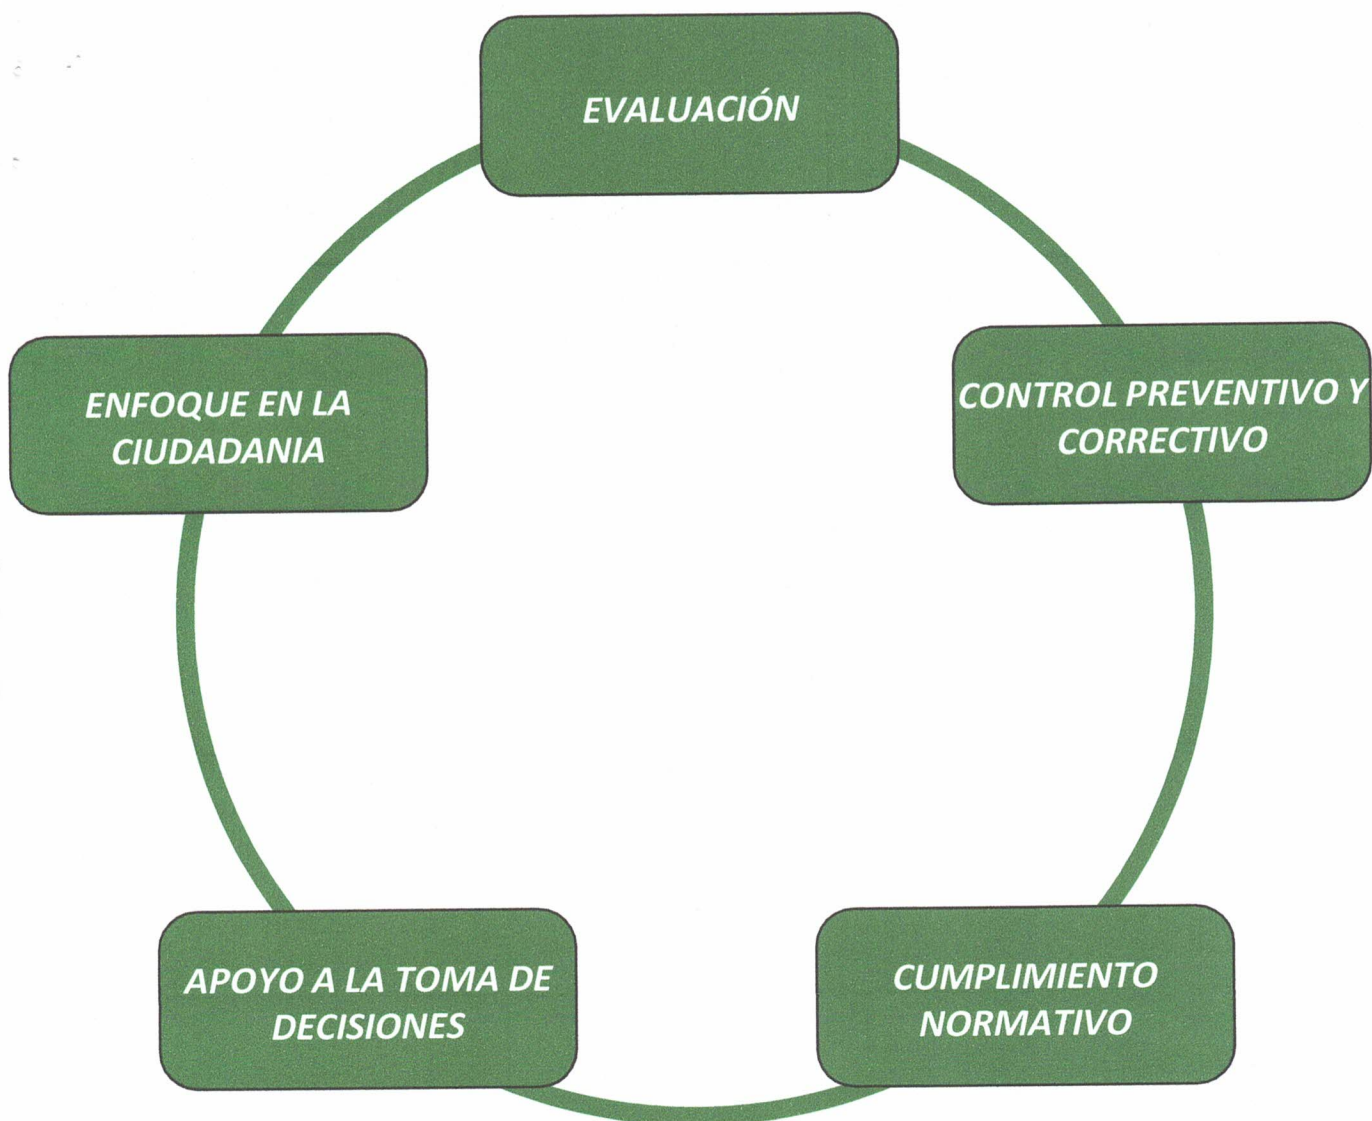 EVALUACIÓN
CONTROL PREVENTIVO Y
CORRECTIVO
CUMPLIMIENTO
NORMATIVO
APOYO A LA TOMA DE
DECISIONES
ENFOQUE EN LA
CIUDADANIA